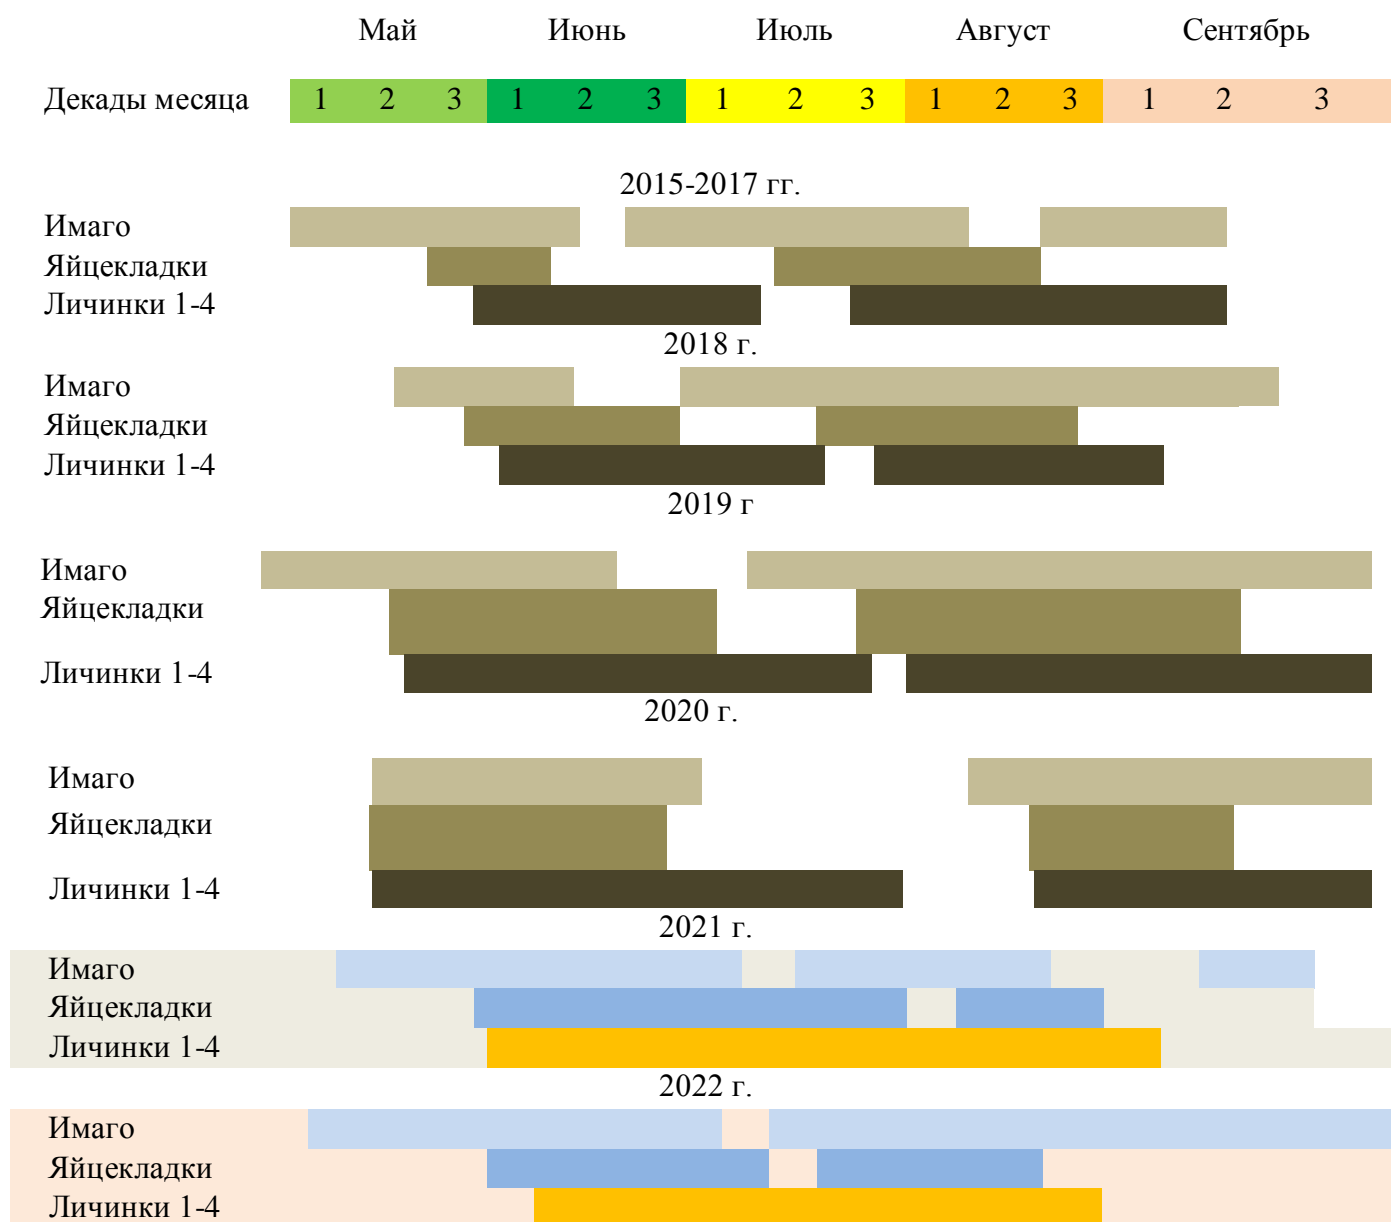 Май Июнь Июль Август Сентябрь
Декады месяца 1 2 3 1 2 3 1 2 3 1 2 3 1 2 3
2015-2017 гг.
Имаго
Яйцекладки
Личинки 1-4
2018 г.
Имаго
Яйцекладки
Личинки 1-4
2019 г
Имаго
Яйцекладки
Личинки 1-4
2020 г.
Имаго
Яйцекладки
Личинки 1-4
2021 г.
Имаго
Яйцекладки
Личинки 1-4
2022 г.
Имаго
Яйцекладки
Личинки 1-4